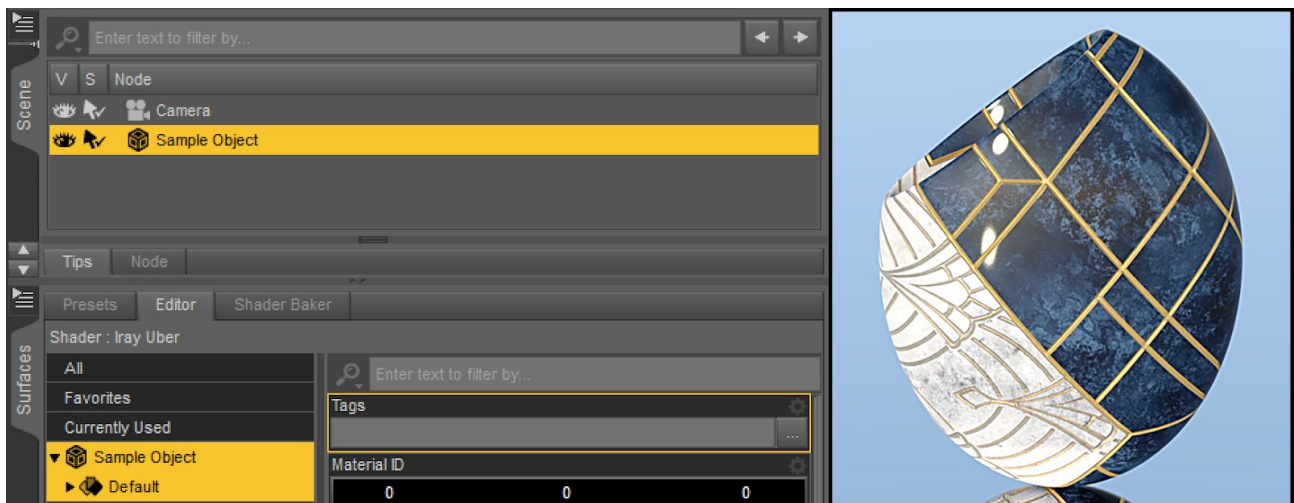 Scene
Enter text to filter by...
V S Node
Camera
Sample Object
Tips Node
Surfaces
Presets Editor Shader Baker
Shader : Iray Uber
All
Favorites
Currently Used
Sample Object
Default
Enter text to filter by...
Tags
...
Material ID
0 0 0